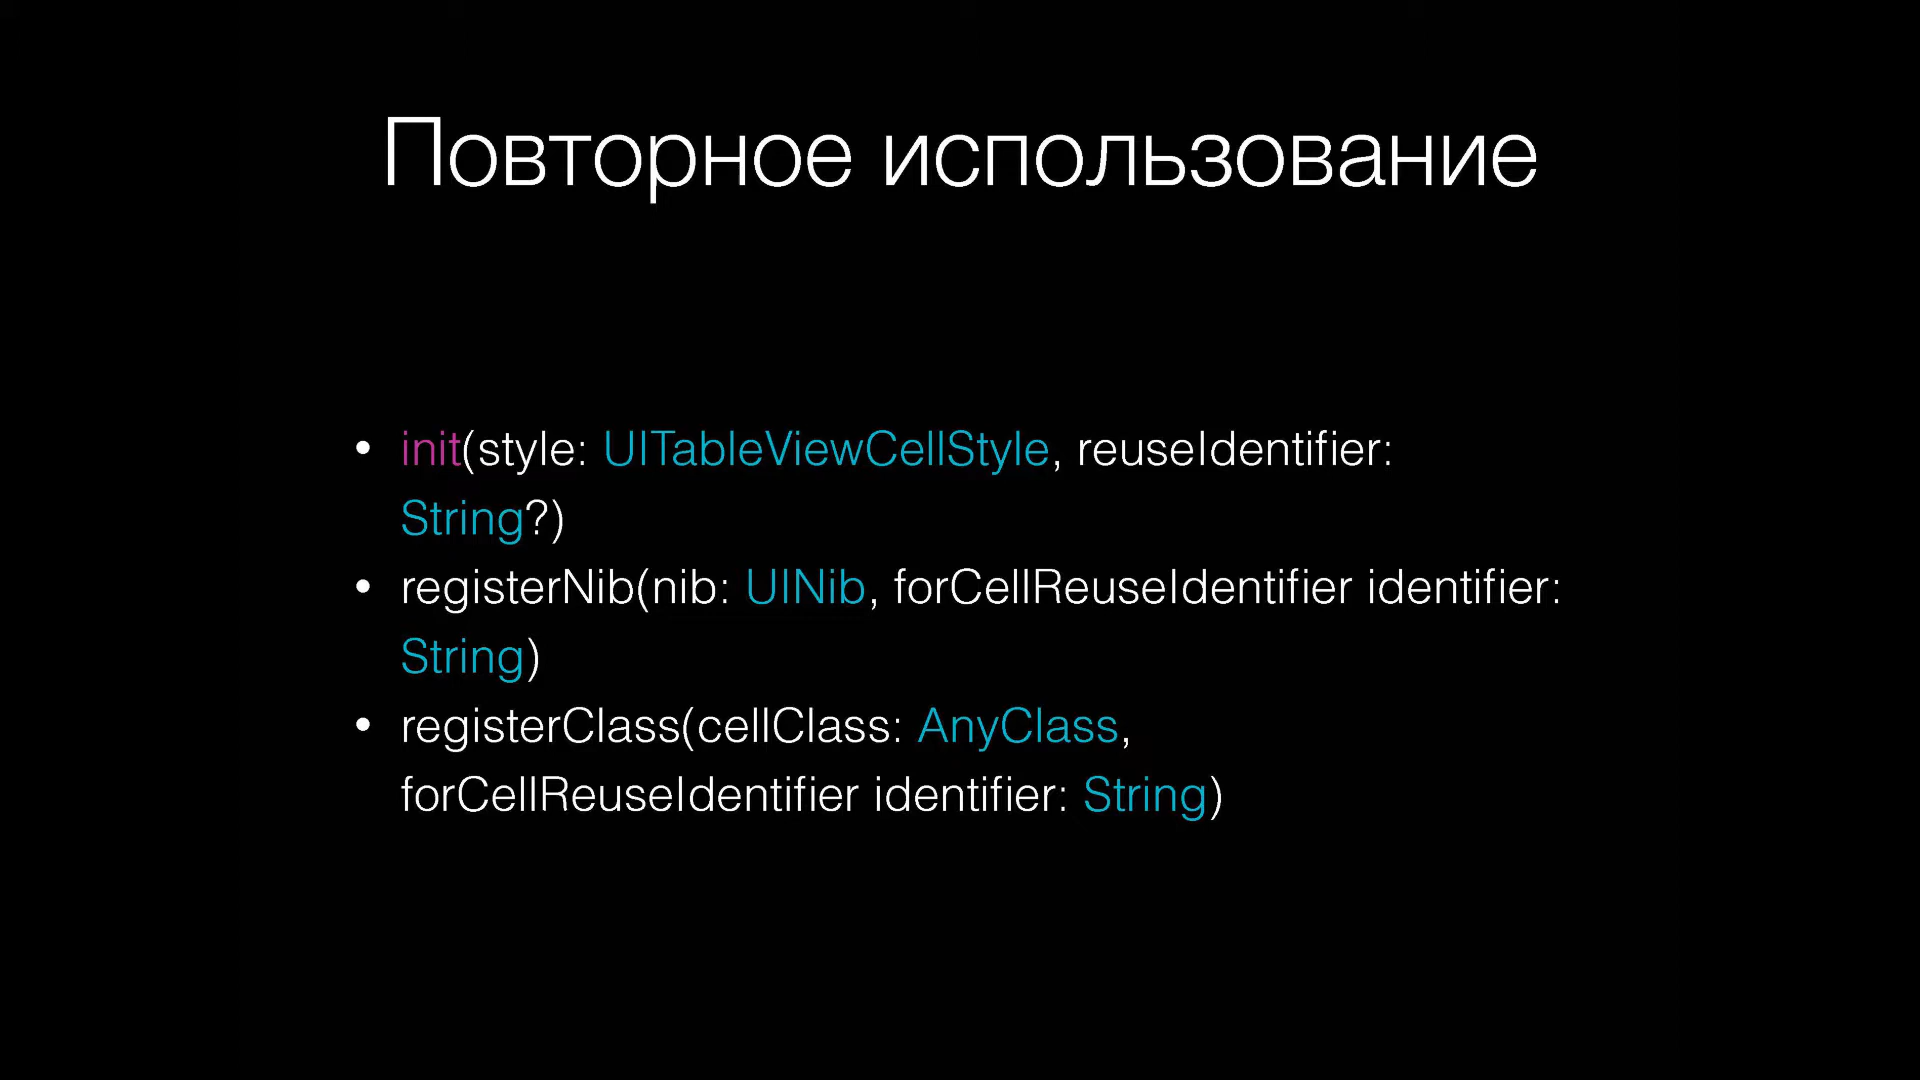 Повторное использование
• init(style: UITableViewCellStyle, reuseIdentifier:
String?)
• registerNib(nib: UINib, forCellReuseIdentifier identifier:
String)
• registerClass(cellClass: AnyClass,
forCellReuseIdentifier identifier: String)